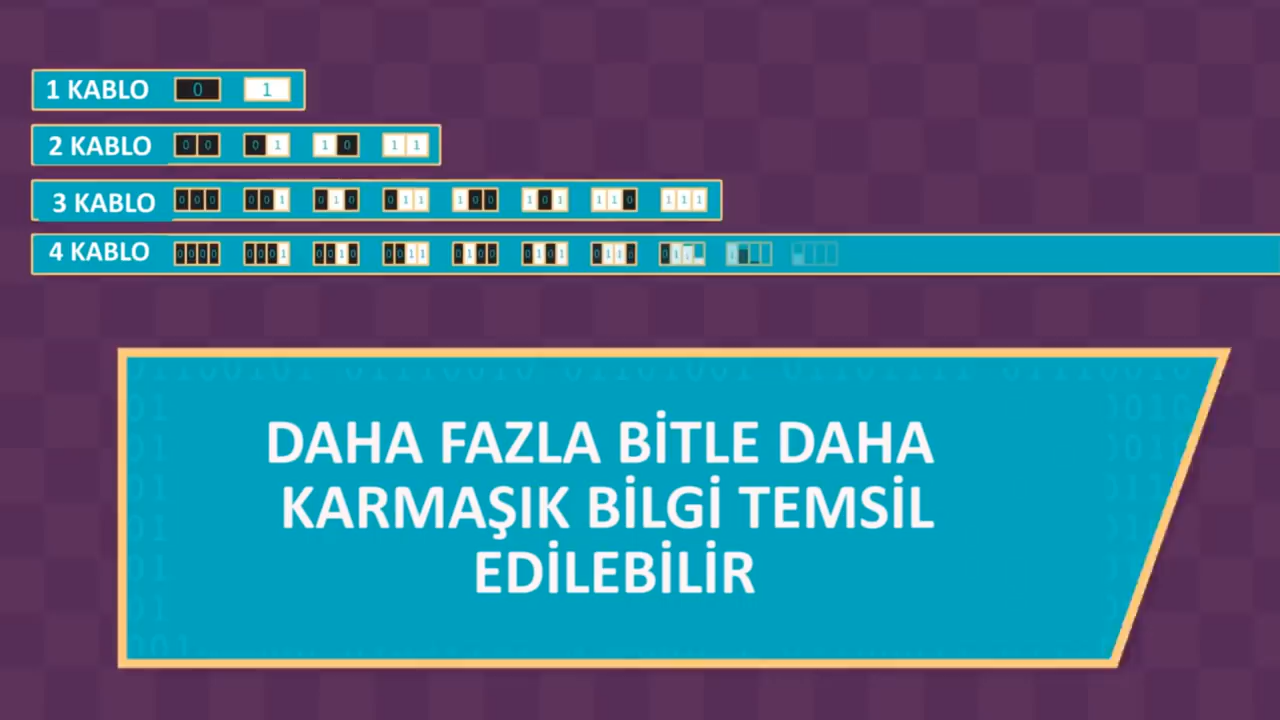 1 KABLO 0 1
2 KABLO 00 01 10 11
3 KABLO 000 001 010 011 100 101 110 111
4 KABLO 0000 0001 0010 0011 0100 0101 0110
DAHA FAZLA BİTLE DAHA
KARMAŞIK BİLGİ TEMSİL
EDİLEBİLİR